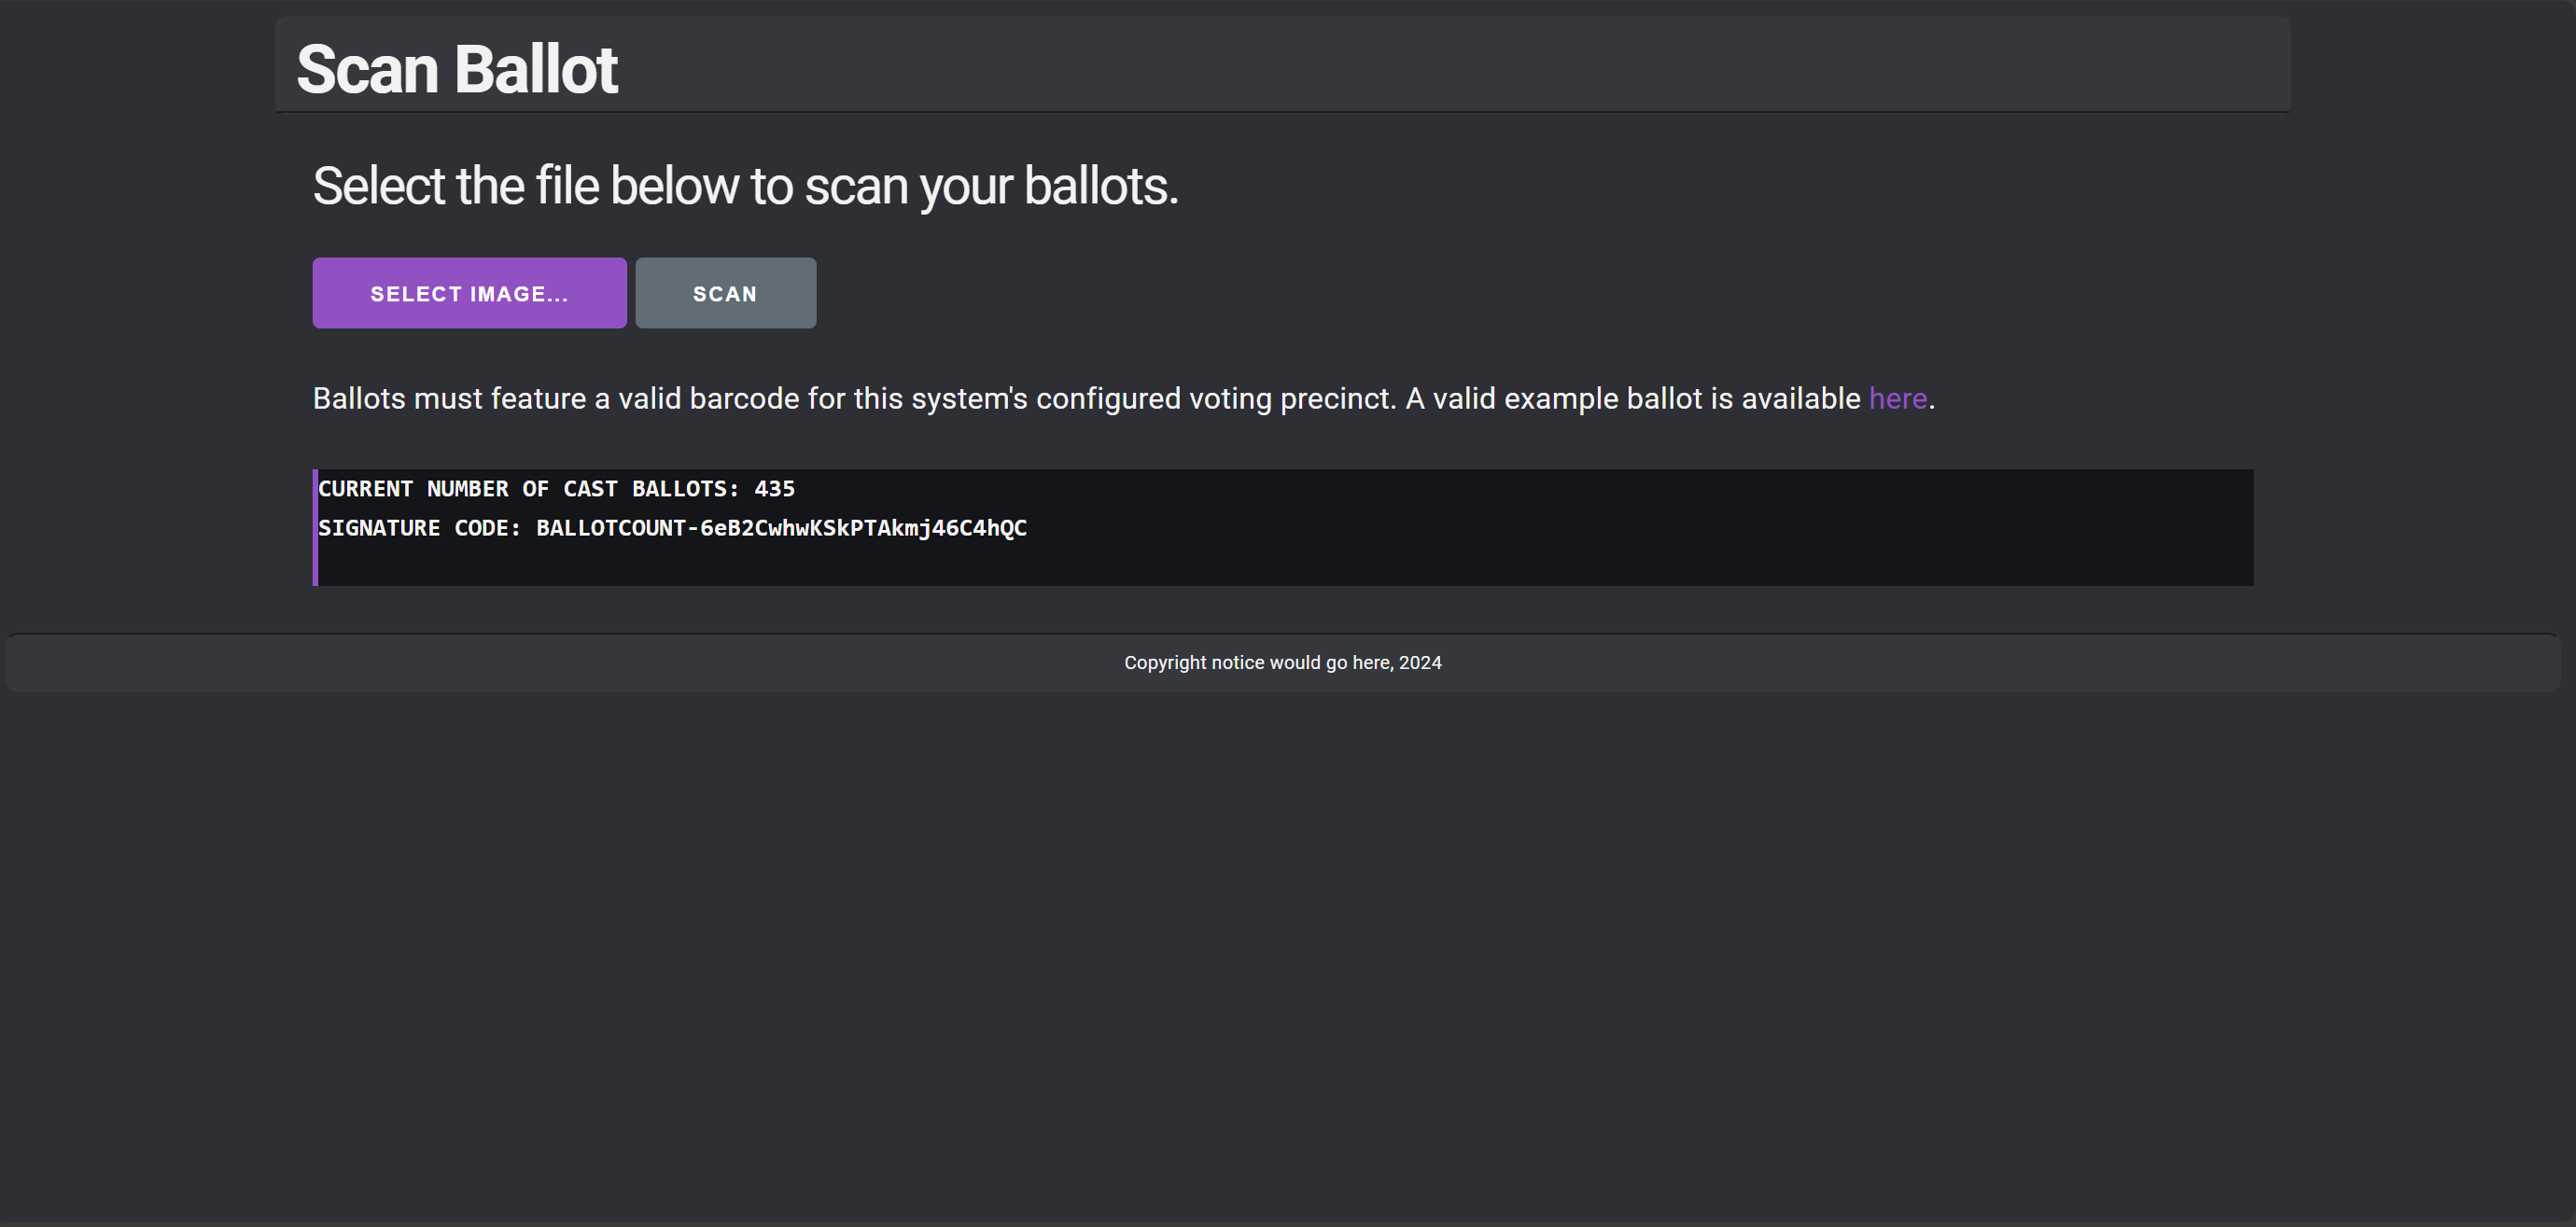 Scan Ballot
Select the file below to scan your ballots.
SELECT IMAGE...
SCAN
Ballots must feature a valid barcode for this system's configured voting precinct. A valid example ballot is available here.
CURRENT NUMBER OF CAST BALLOTS: 435
SIGNATURE CODE: BALLOTCOUNT-6eB2CwhwKSkPTAkmj46C4hQC
Copyright notice would go here, 2024